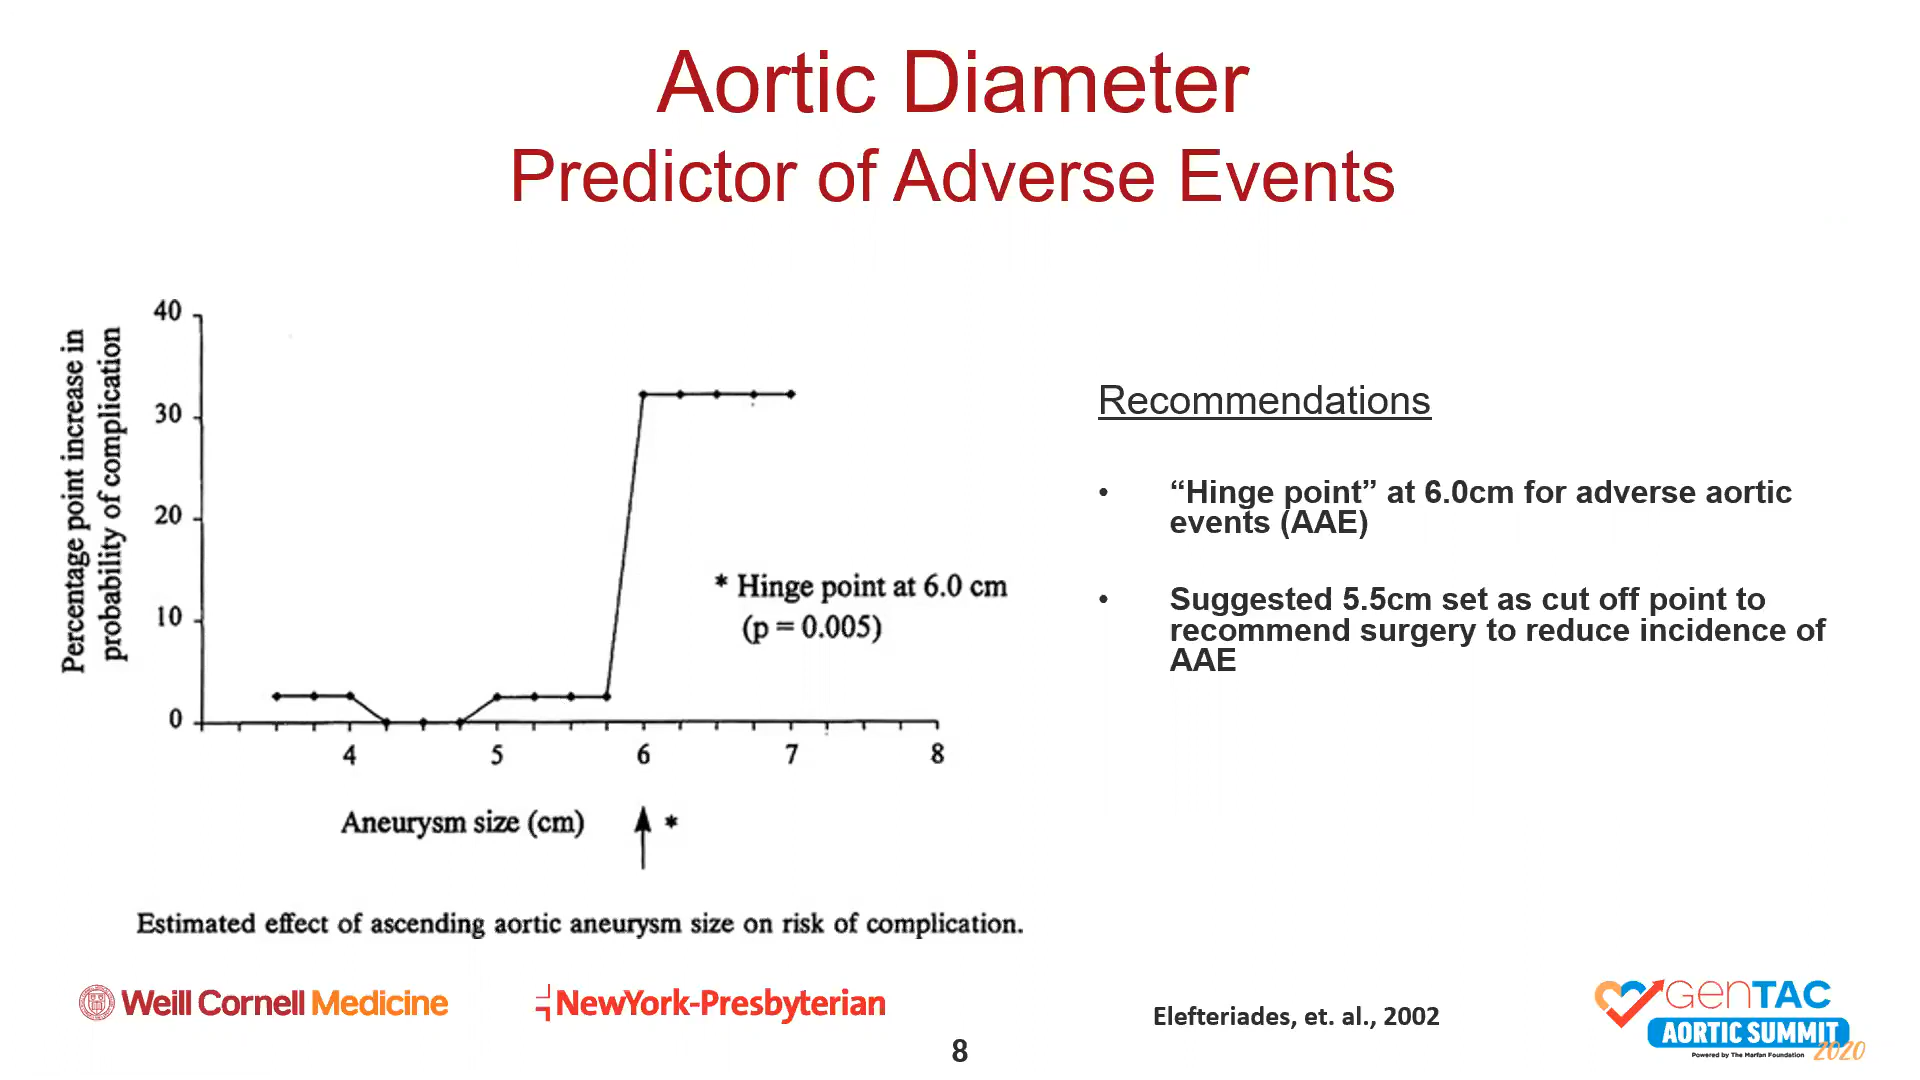 Aortic Diameter
Predictor of Adverse Events
Percentage point increase in
probability of complication
40
30
20
10
0
4
5
6
7
8
* Hinge point at 6.0 cm
(p = 0.005)
Aneurysm size (cm)
*
Estimated effect of ascending aortic aneurysm size on risk of complication.
Recommendations
• “Hinge point” at 6.0cm for adverse aortic
events (AAE)
• Suggested 5.5cm set as cut off point to
recommend surgery to reduce incidence of
AAE
Weill Cornell Medicine
NewYork-Presbyterian
Elefteriades, et. al., 2002
GenTAC
AORTIC SUMMIT
2020
Powered by The Marfan Foundation
8